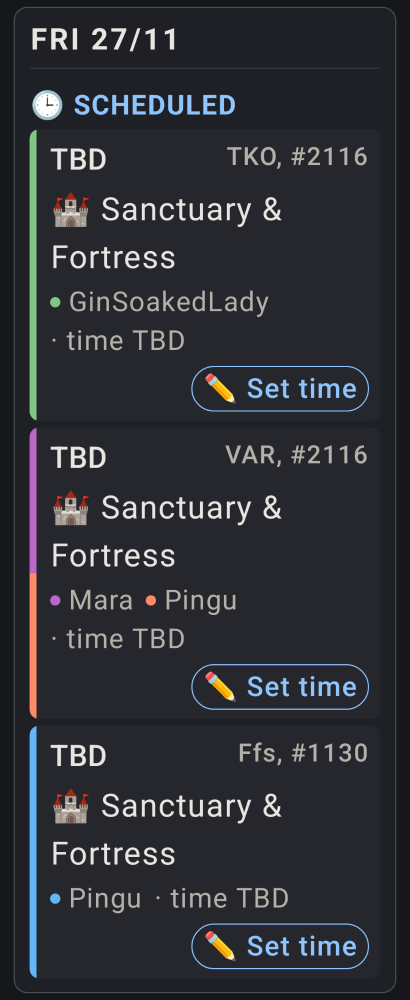 FRI 27/11
🕒 SCHEDULED
TBD TKO, #2116
🏰 Sanctuary &
Fortress
• GinSoakedLady
· time TBD
✏️ Set time
TBD VAR, #2116
🏰 Sanctuary &
Fortress
• Mara • Pingu
· time TBD
✏️ Set time
TBD Ffs, #1130
🏰 Sanctuary &
Fortress
• Pingu · time TBD
✏️ Set time